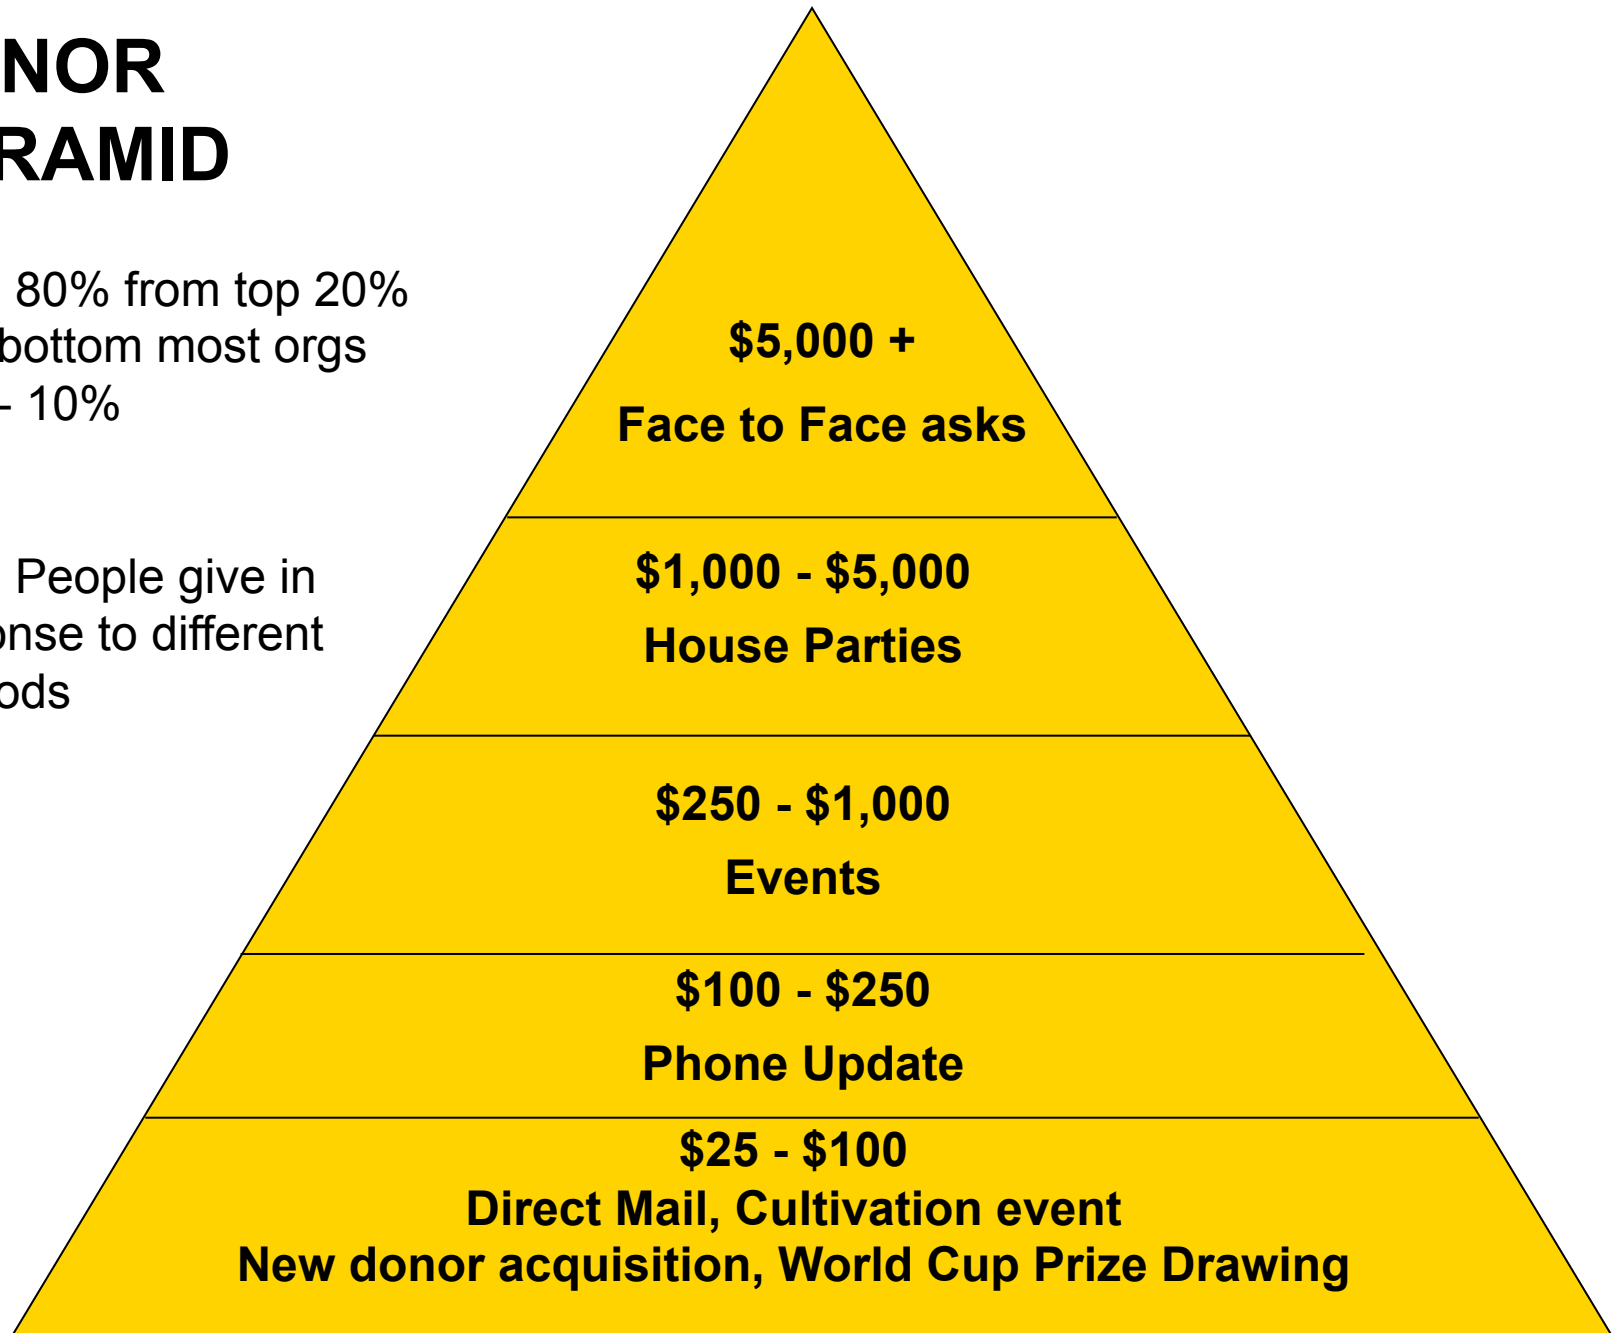 NOR
RAMID
80% from top 20%
bottom most orgs
- 10%
People give in
onse to different
ods
$5,000 +
Face to Face asks
$1,000 - $5,000
House Parties
$250 - $1,000
Events
$100 - $250
Phone Update
$25 - $100
Direct Mail, Cultivation event
New donor acquisition, World Cup Prize Drawing